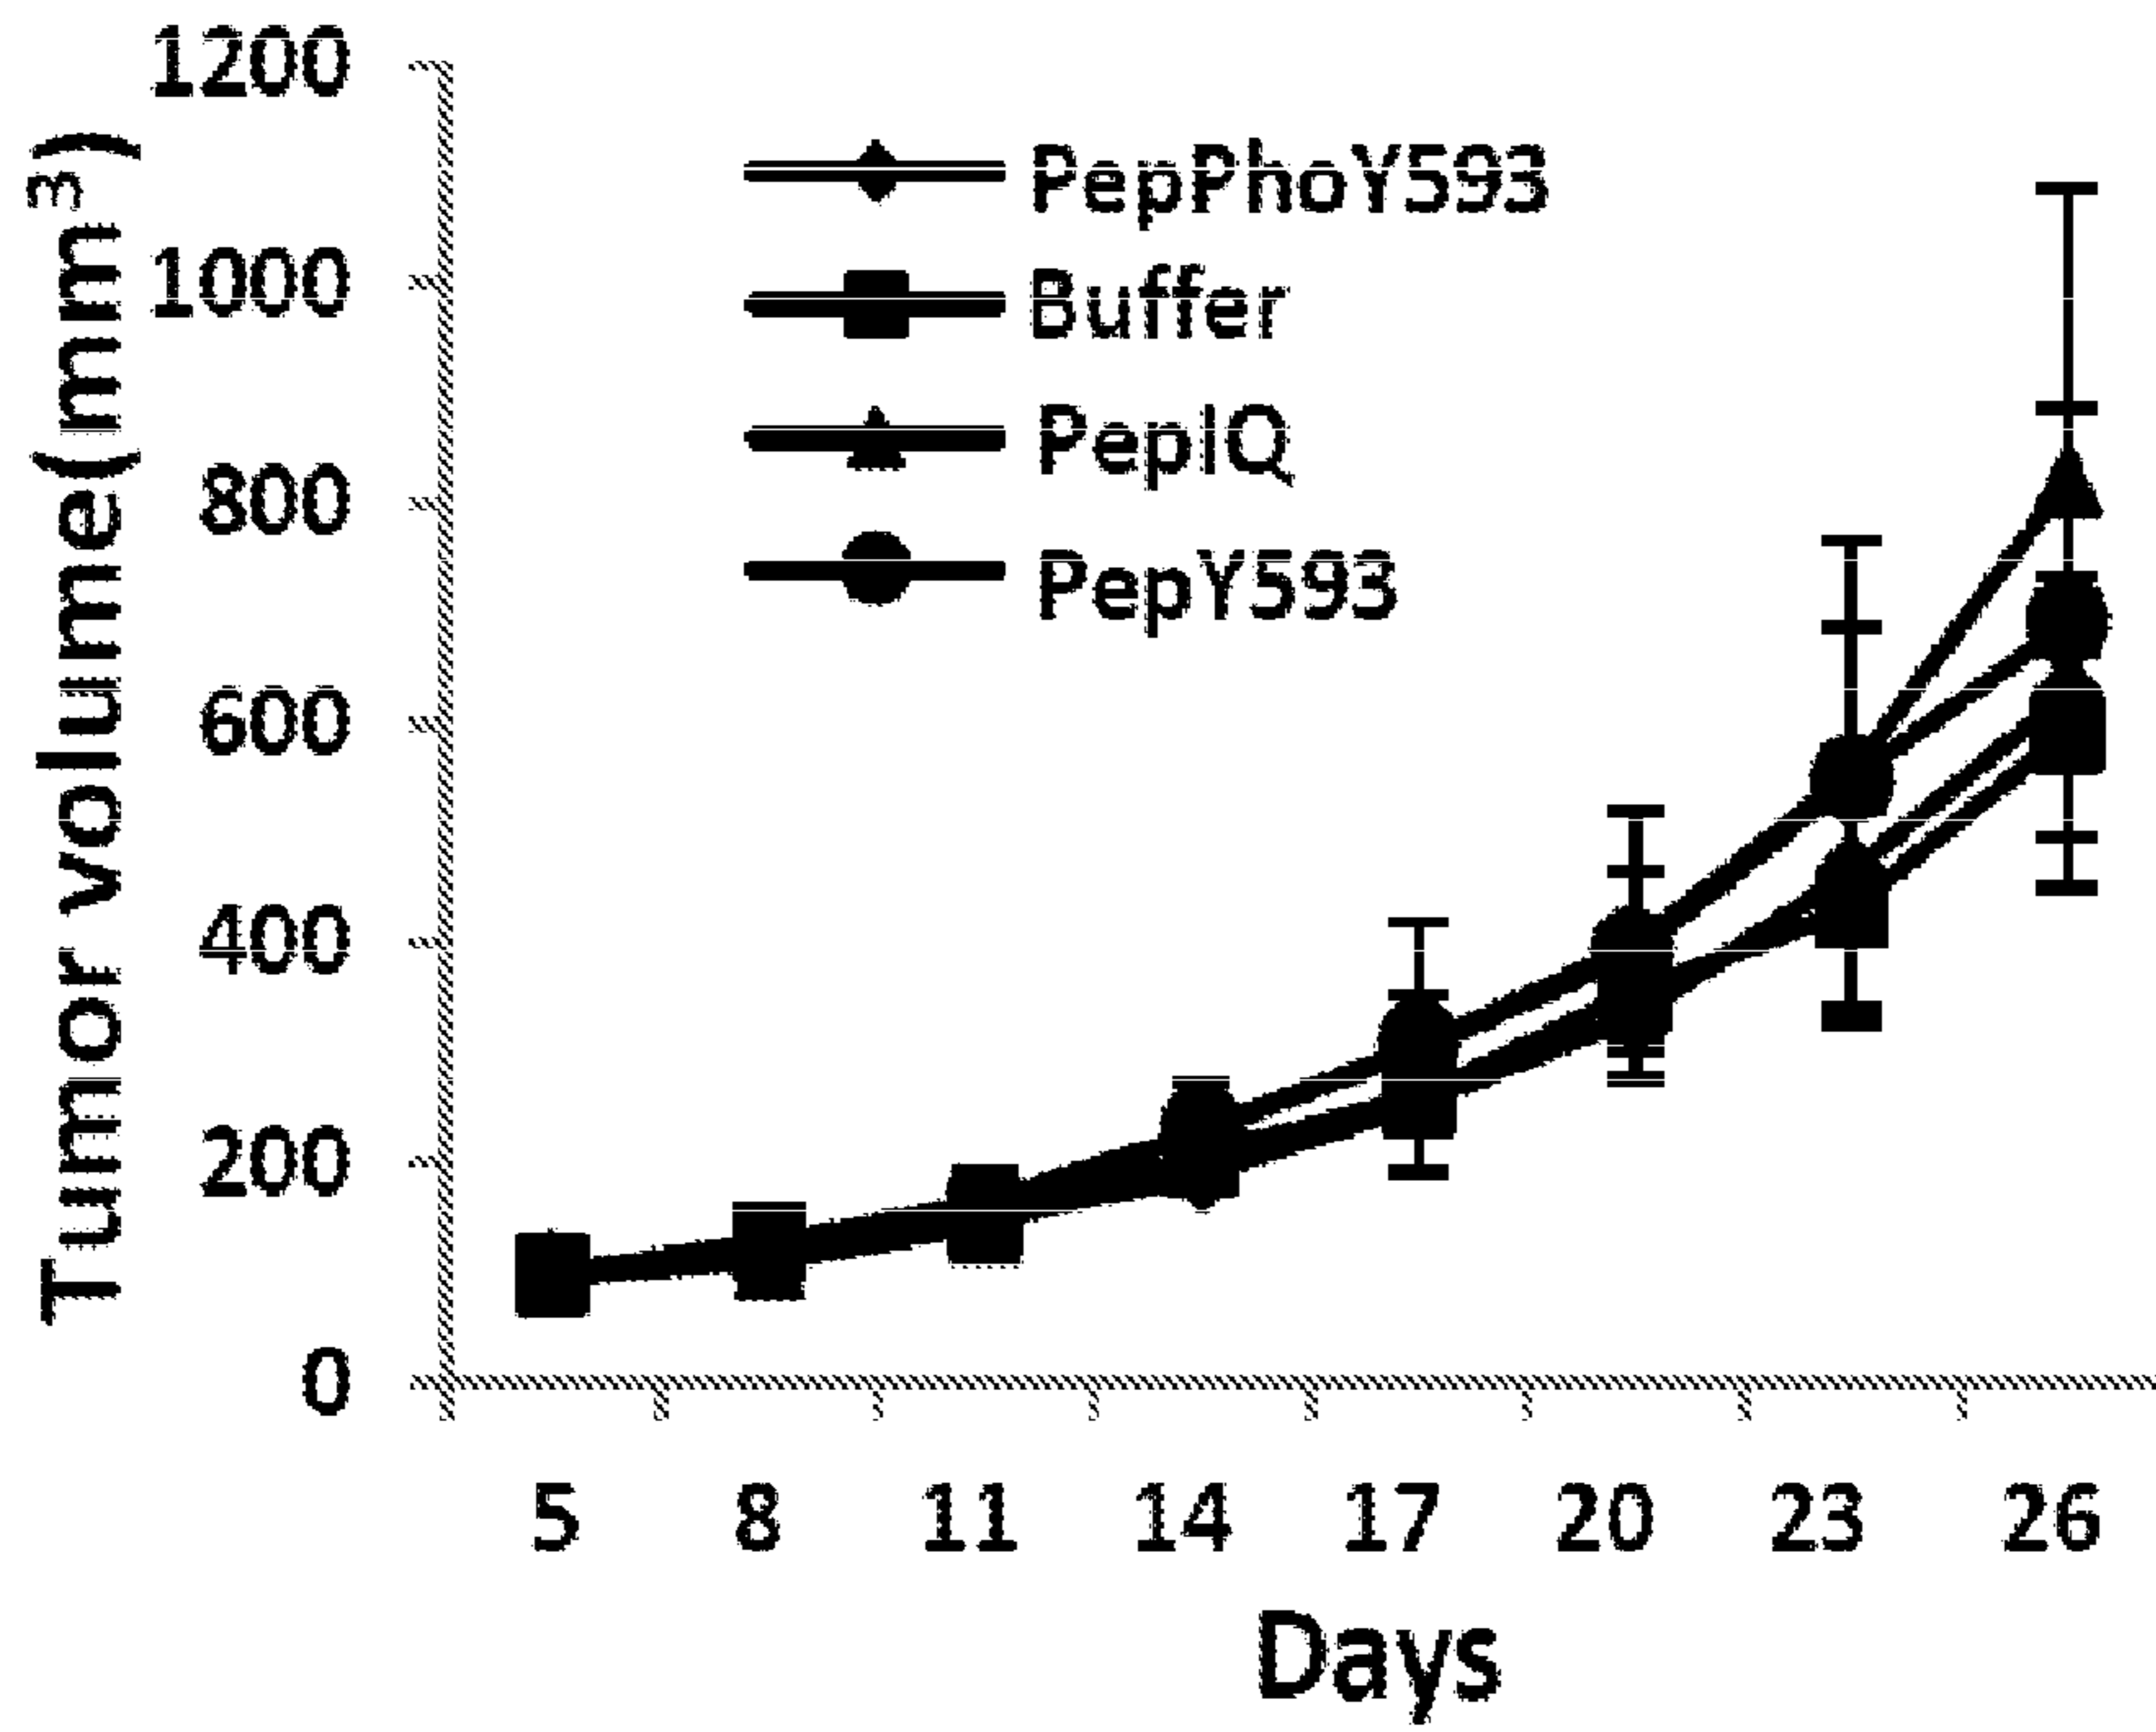 Tumor volume(mm³)
1200
1000
800
600
400
200
0
PepPhoY593
Buffer
PepIQ
PepY593
5 8 11 14 17 20 23 26
Days